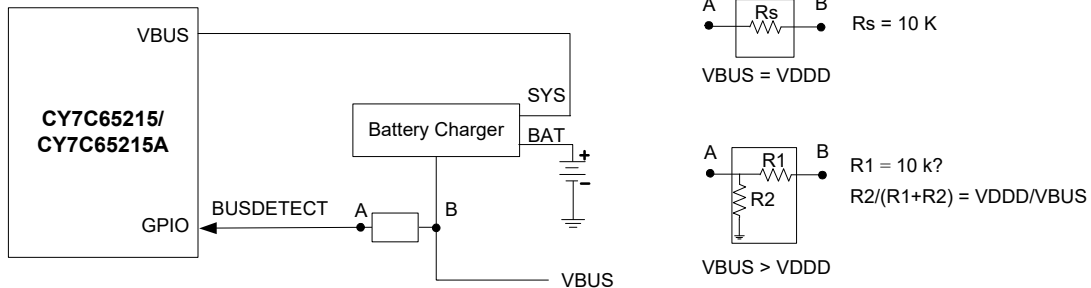 VBUS
CY7C65215/
CY7C65215A
GPIO
BUSDETECT
A
B
Battery Charger
SYS
BAT
+
-
VBUS
A
B
Rs
Rs = 10 K
VBUS = VDDD
A
B
R1
R2
R1 = 10 k?
R2/(R1+R2) = VDDD/VBUS
VBUS > VDDD